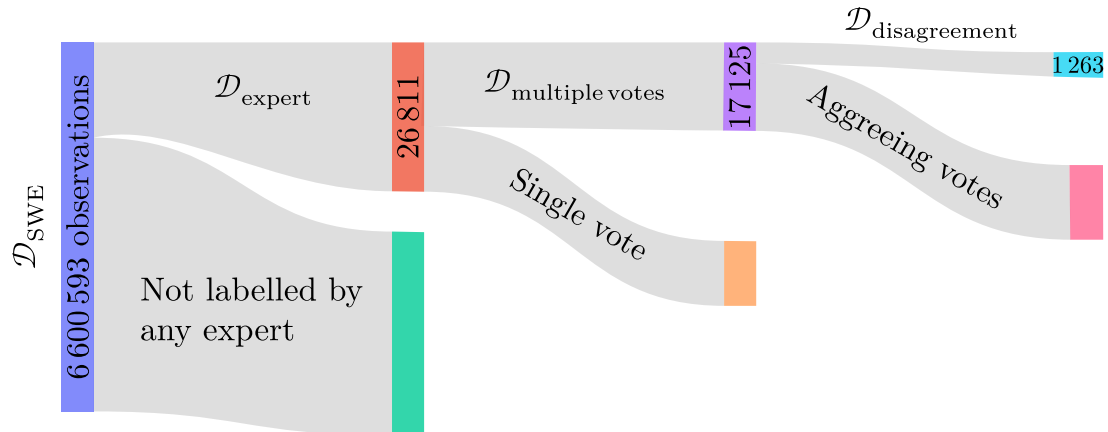 𝒟disagreement
1 263
𝒟expert
𝒟multiple votes
17 125
26 811
Aggreeing votes
6 600 593 observations
𝒟SWE
Single vote
Not labelled by
any expert